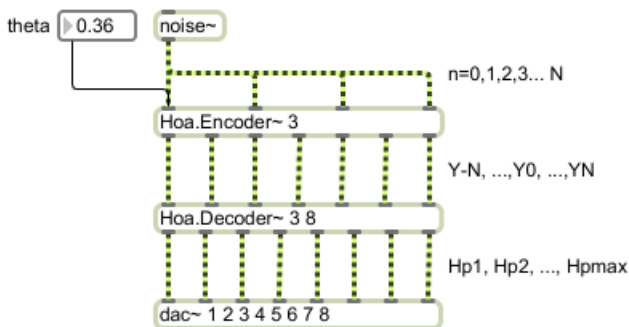 theta 0.36 noise~
n=0,1,2,3... N
Hoa.Encoder~ 3
Y-N, ...,Y0, ...,YN
Hoa.Decoder~ 3 8
Hp1, Hp2, ..., Hpmax
dac~ 1 2 3 4 5 6 7 8